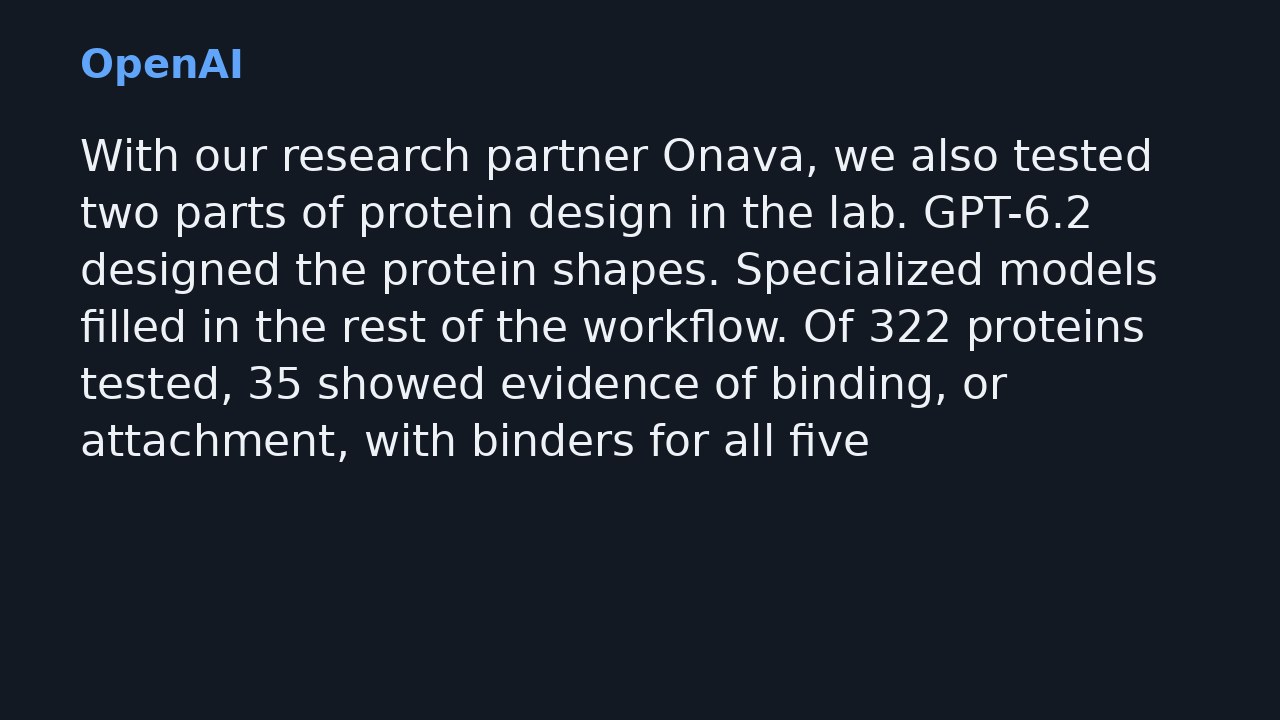 OpenAI
With our research partner Onava, we also tested
two parts of protein design in the lab. GPT-6.2
designed the protein shapes. Specialized models
filled in the rest of the workflow. Of 322 proteins
tested, 35 showed evidence of binding, or
attachment, with binders for all five